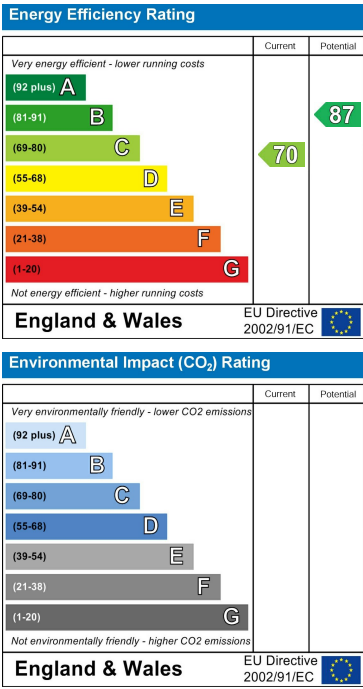 Energy Efficiency Rating
Current Potential
Very energy efficient - lower running costs
(92 plus) A
(81-91) B
87
(69-80) C
70
(55-68) D
(39-54) E
(21-38) F
(1-20) G
Not energy efficient - higher running costs
England & Wales
EU Directive
2002/91/EC
Environmental Impact (CO₂) Rating
Current Potential
Very environmentally friendly - lower CO2 emissions
(92 plus) A
(81-91) B
(69-80) C
(55-68) D
(39-54) E
(21-38) F
(1-20) G
Not environmentally friendly - higher CO2 emissions
England & Wales
EU Directive
2002/91/EC